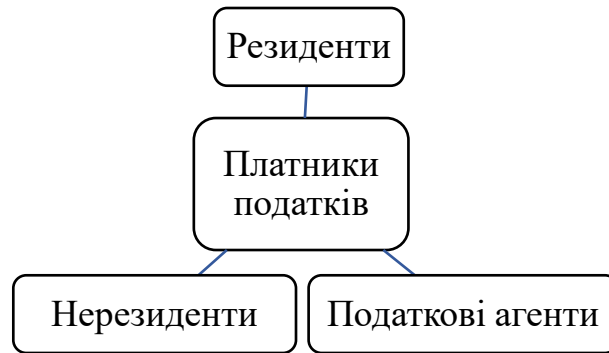 Резиденти
Платники
податків
Нерезиденти
Податкові агенти